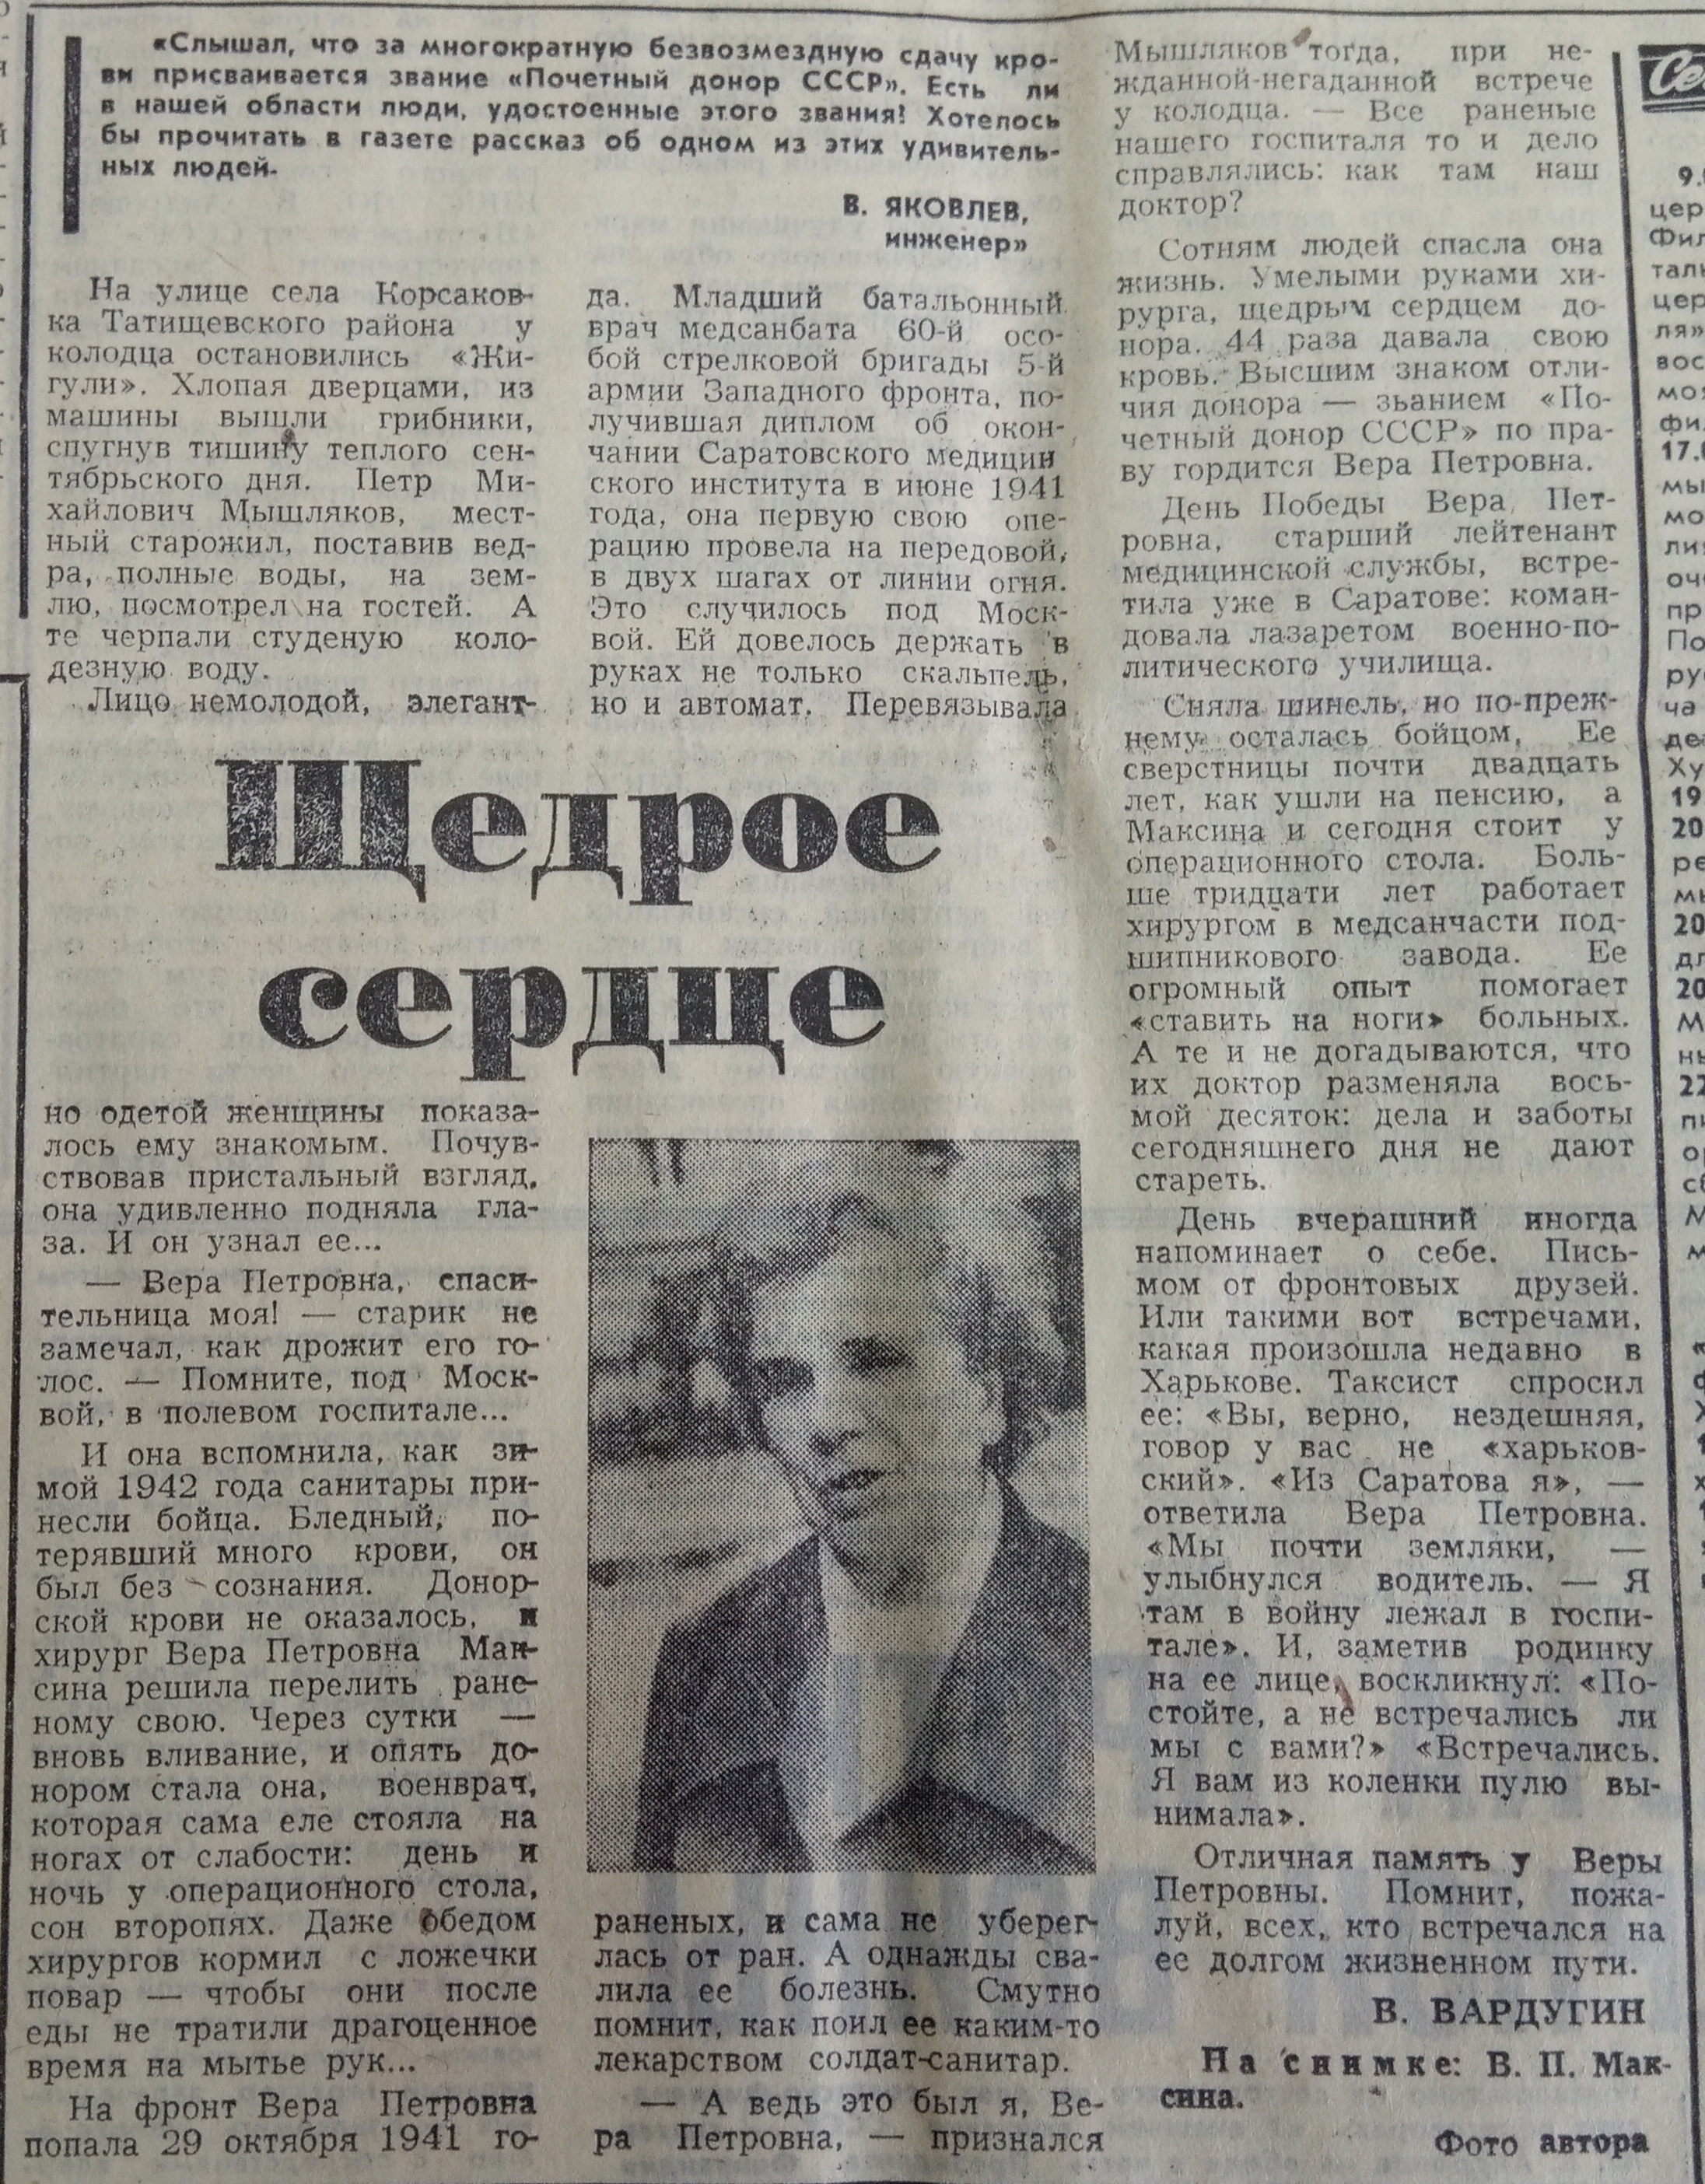 «Слышал, что за многократную безвозмездную сдачу кро-
ви присваивается звание «Почетный донор СССР». Есть ли
в нашей области люди, удостоенные этого звания? Хотелось
бы прочитать в газете рассказ об одном из этих удивитель-
ных людей.
В. ЯКОВЛЕВ,
инженер»
На улице села Корсаков-
ка Татищевского района у
колодца остановились «Жи-
гули». Хлопая дверцами, из
машины вышли грибники,
спугнув тишину теплого сен-
тябрьского дня. Петр Ми-
хайлович Мышляков, мест-
ный старожил, поставив вед-
ра, полные воды, на зем-
лю, посмотрел на гостей. А
те черпали студеную коло-
дезную воду.
Лицо немолодой, элегант-
Щедрое
сердце
но одетой женщины показа-
лось ему знакомым. Почув-
ствовав пристальный взгляд,
она удивленно подняла гла-
за. И он узнал ее...
— Вера Петровна, спаси-
тельница моя! — старик не
замечал, как дрожит его го-
лос. — Помните, под Моск-
вой, в полевом госпитале...
И она вспомнила, как зи-
мой 1942 года санитары при-
несли бойца. Бледный, по-
терявший много крови, он
был без сознания. Донор-
ской крови не оказалось, и
хирург Вера Петровна Мак-
сина решила перелить ране-
ному свою. Через сутки —
вновь вливание, и опять до-
нором стала она, военврач,
которая сама еле стояла на
ногах от слабости: день и
ночь у операционного стола,
сон второпях. Даже обедом
хирургов кормил с ложечки
повар — чтобы они после
еды не тратили драгоценное
время на мытье рук...
На фронт Вера Петровна
попала 29 октября 1941 го-
да. Младший батальонный
врач медсанбата 60-й осо-
бой стрелковой бригады 5-й
армии Западного фронта, по-
лучившая диплом об окон-
чании Саратовского медицин
ского института в июне 1941
года, она первую свою опе-
рацию провела на передовой,
в двух шагах от линии огня.
Это случилось под Моск-
вой. Ей довелось держать в
руках не только скальпель,
но и автомат. Перевязывала
раненых, и сама не уберег-
лась от ран. А однажды сва-
лила ее болезнь. Смутно
помнит, как поил ее каким-то
лекарством солдат-санитар.
— А ведь это был я, Ве-
ра Петровна, — признался
Мышляков тогда, при не-
жданной-негаданной встрече
у колодца. — Все раненые
нашего госпиталя то и дело
справлялись: как там наш
доктор?
Сотням людей спасла она
жизнь. Умелыми руками хи-
рурга, щедрым сердцем до-
нора. 44 раза давала свою
кровь. Высшим знаком отли-
чия донора — зьанием «По-
четный донор СССР» по пра-
ву гордится Вера Петровна.
День Победы Вера Пет-
ровна, старший лейтенант
медицинской службы, встре-
тила уже в Саратове: коман-
довала лазаретом военно-по-
литического училища.
Сняла шинель, но по-преж-
нему осталась бойцом. Ее
сверстницы почти двадцать
лет, как ушли на пенсию, а
Максина и сегодня стоит у
операционного стола. Боль-
ше тридцати лет работает
хирургом в медсанчасти под-
шипникового завода. Ее
огромный опыт помогает
«ставить на ноги» больных.
А те и не догадываются, что
их доктор разменяла вось-
мой десяток: дела и заботы
сегодняшнего дня не дают
стареть.
День вчерашний иногда
напоминает о себе. Пись-
мом от фронтовых друзей.
Или такими вот встречами,
какая произошла недавно в
Харькове. Таксист спросил
ее: «Вы, верно, нездешняя,
говор у вас не «харьков-
ский». «Из Саратова я», —
ответила Вера Петровна.
«Мы почти земляки, —
улыбнулся водитель. — Я
там в войну лежал в госпи-
тале». И, заметив родинку
на ее лице, воскликнул: «По-
стойте, а не встречались ли
мы с вами?» «Встречались.
Я вам из коленки пулю вы-
нимала».
Отличная память у Веры
Петровны. Помнит, пожа-
луй, всех, кто встречался на
ее долгом жизненном пути.
В. ВАРДУГИН
На снимке: В. П. Мак-
сина.
Фото автора